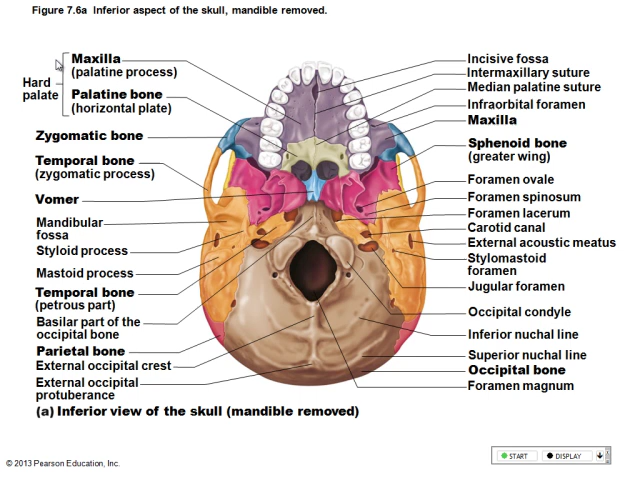 Figure 7.6a Inferior aspect of the skull, mandible removed.
Hard
palate
Maxilla
(palatine process)
Palatine bone
(horizontal plate)
Zygomatic bone
Temporal bone
(zygomatic process)
Vomer
Mandibular
fossa
Styloid process
Mastoid process
Temporal bone
(petrous part)
Basilar part of the
occipital bone
Parietal bone
External occipital crest
External occipital
protuberance
Incisive fossa
Intermaxillary suture
Median palatine suture
Infraorbital foramen
Maxilla
Sphenoid bone
(greater wing)
Foramen ovale
Foramen spinosum
Foramen lacerum
Carotid canal
External acoustic meatus
Stylomastoid
foramen
Jugular foramen
Occipital condyle
Inferior nuchal line
Superior nuchal line
Occipital bone
Foramen magnum
(a) Inferior view of the skull (mandible removed)
START DISPLAY
© 2013 Pearson Education, Inc.